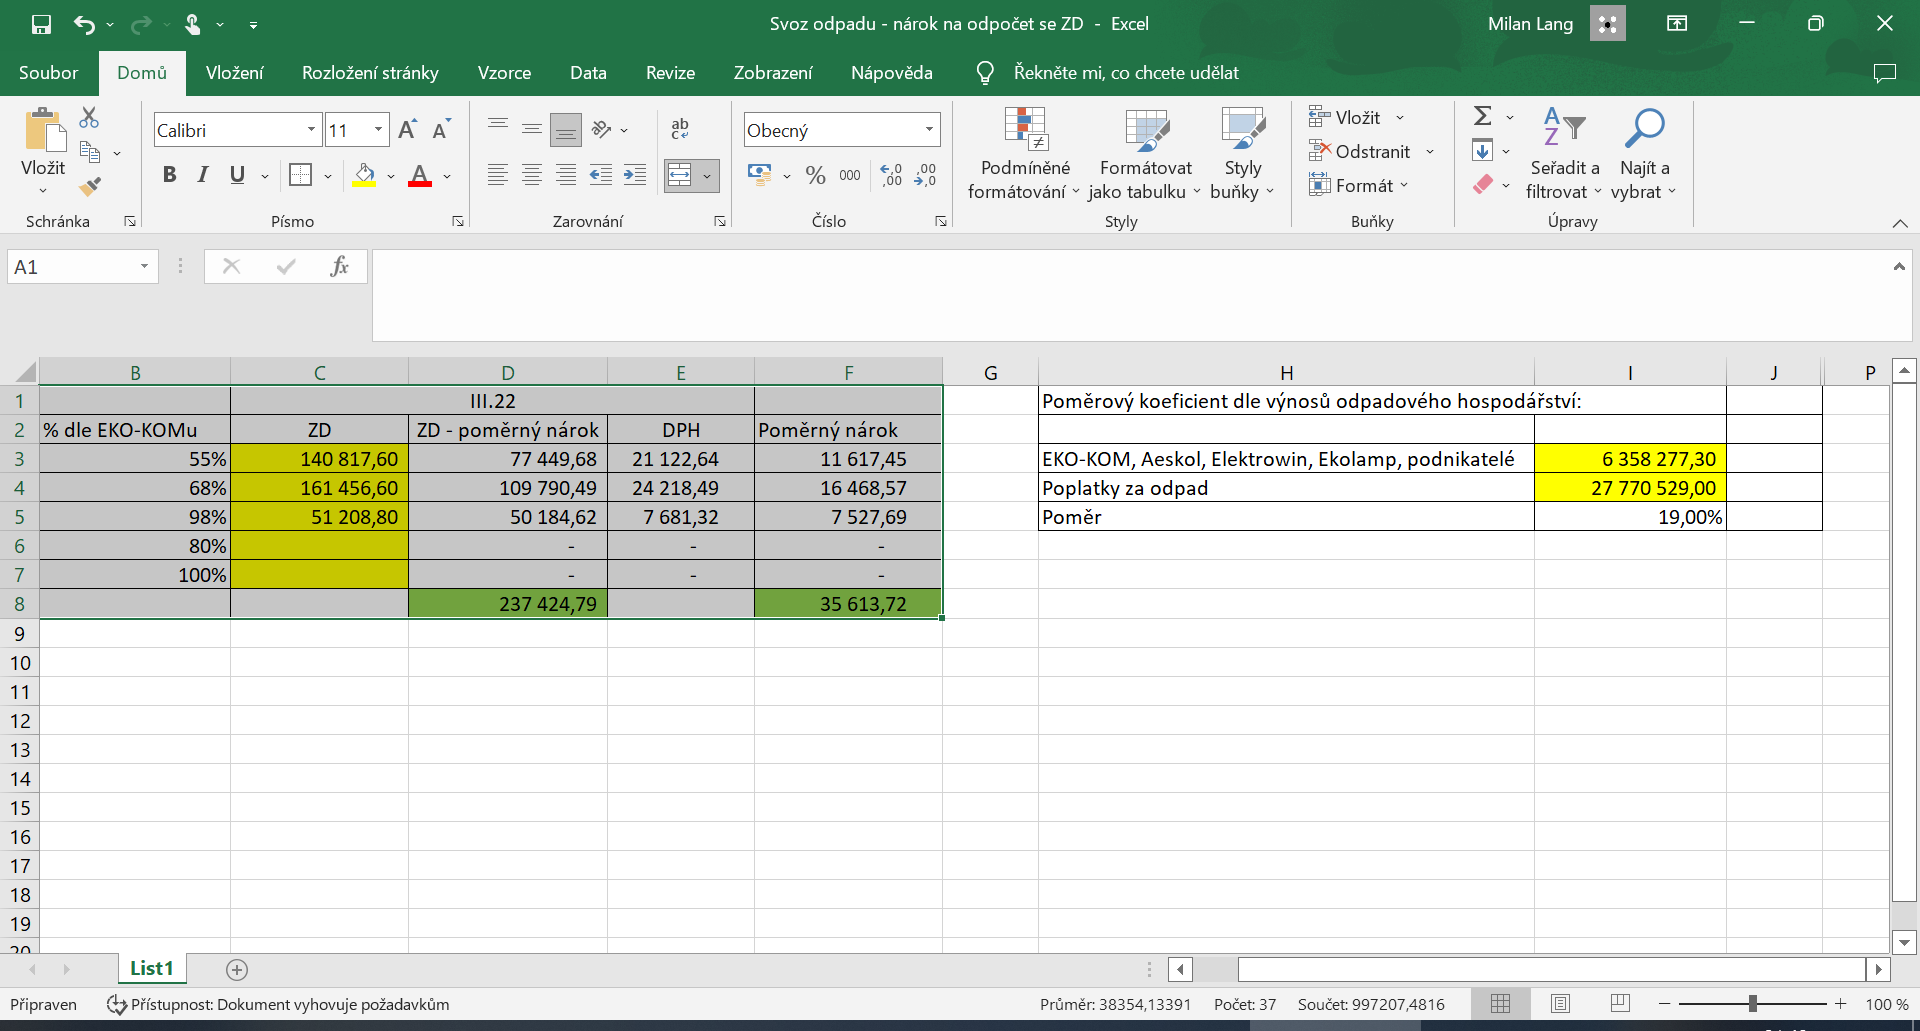 Svoz odpadu - nárok na odpočet se ZD - Excel
Milan Lang
Soubor Domů Vložení Rozložení stránky Vzorce Data Revize Zobrazení Nápověda Řekněte mi, co chcete udělat
Vložit
Schránka
Calibri 11
B I U
Písmo
ab c
Zarovnání
Obecný
% 000 ,00 ,00
Číslo
Podmíněné formátování
Formátovat jako tabulku
Styly buňky
Styly
Vložit
Odstranit
Formát
Buňky
Seřadit a filtrovat
Najít a vybrat
Úpravy
A1 fx
B C D E F G H I J P
1 III.22 Poměrový koeficient dle výnosů odpadového hospodářství:
2 % dle EKO-KOMu ZD ZD - poměrný nárok DPH Poměrný nárok
3 55% 140 817,60 77 449,68 21 122,64 11 617,45 EKO-KOM, Aeskol, Elektrowin, Ekolamp, podnikatelé 6 358 277,30
4 68% 161 456,60 109 790,49 24 218,49 16 468,57 Poplatky za odpad 27 770 529,00
5 98% 51 208,80 50 184,62 7 681,32 7 527,69 Poměr 19,00%
6 80% - - -
7 100% - - -
8 237 424,79 35 613,72
9
10
11
12
13
14
15
16
17
18
19
20
List1
Připraven Přístupnost: Dokument vyhovuje požadavkům Průměr: 38354,13391 Počet: 37 Součet: 997207,4816 100 %